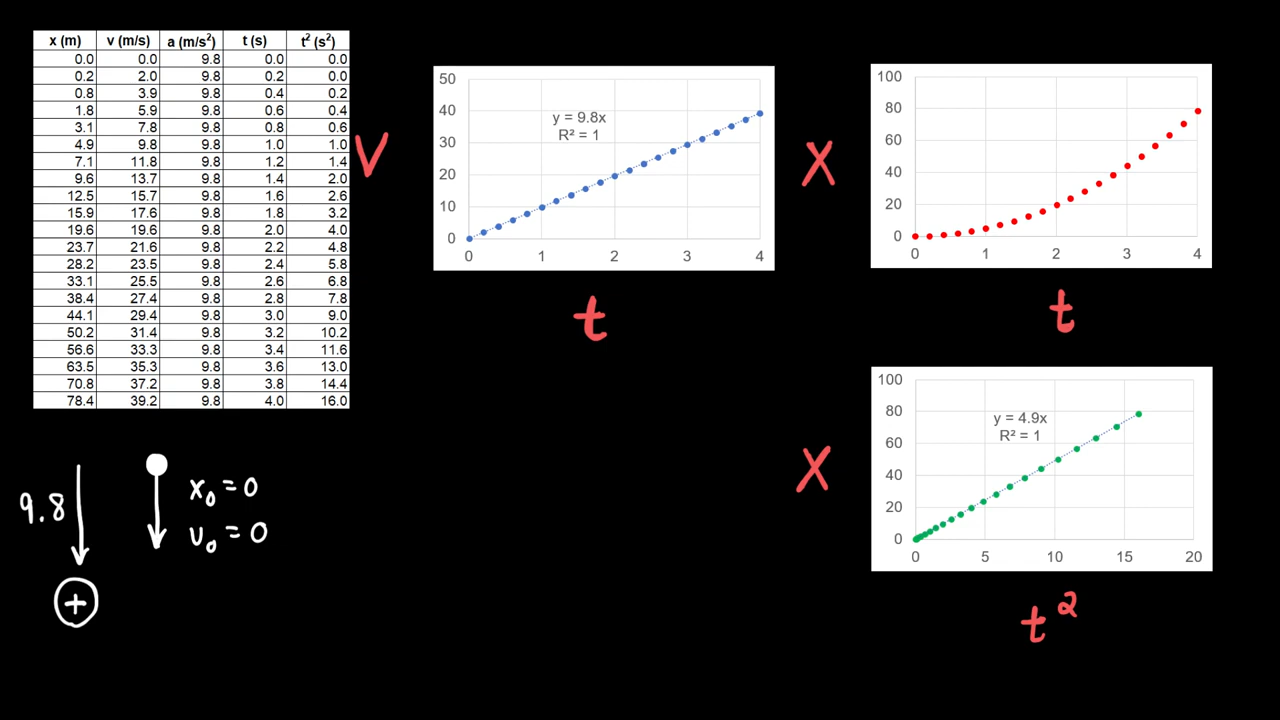 x (m) v (m/s) a (m/s²) t (s) t² (s²)
0.0 0.0 9.8 0.0 0.0
0.2 2.0 9.8 0.2 0.0
0.8 3.9 9.8 0.4 0.2
1.8 5.9 9.8 0.6 0.4
3.1 7.8 9.8 0.8 0.6
4.9 9.8 9.8 1.0 1.0
7.1 11.8 9.8 1.2 1.4
9.6 13.7 9.8 1.4 2.0
12.5 15.7 9.8 1.6 2.6
15.9 17.6 9.8 1.8 3.2
19.6 19.6 9.8 2.0 4.0
23.7 21.6 9.8 2.2 4.8
28.2 23.5 9.8 2.4 5.8
33.1 25.5 9.8 2.6 6.8
38.4 27.4 9.8 2.8 7.8
44.1 29.4 9.8 3.0 9.0
50.2 31.4 9.8 3.2 10.2
56.6 33.3 9.8 3.4 11.6
63.5 35.3 9.8 3.6 13.0
70.8 37.2 9.8 3.8 14.4
78.4 39.2 9.8 4.0 16.0
v
50
40
30
20
10
0
y = 9.8x
R² = 1
0 1 2 3 4
t
x
100
80
60
40
20
0
0 1 2 3 4
t
x
100
80
60
40
20
0
y = 4.9x
R² = 1
0 5 10 15 20
t²
9.8
+
x₀ = 0
v₀ = 0